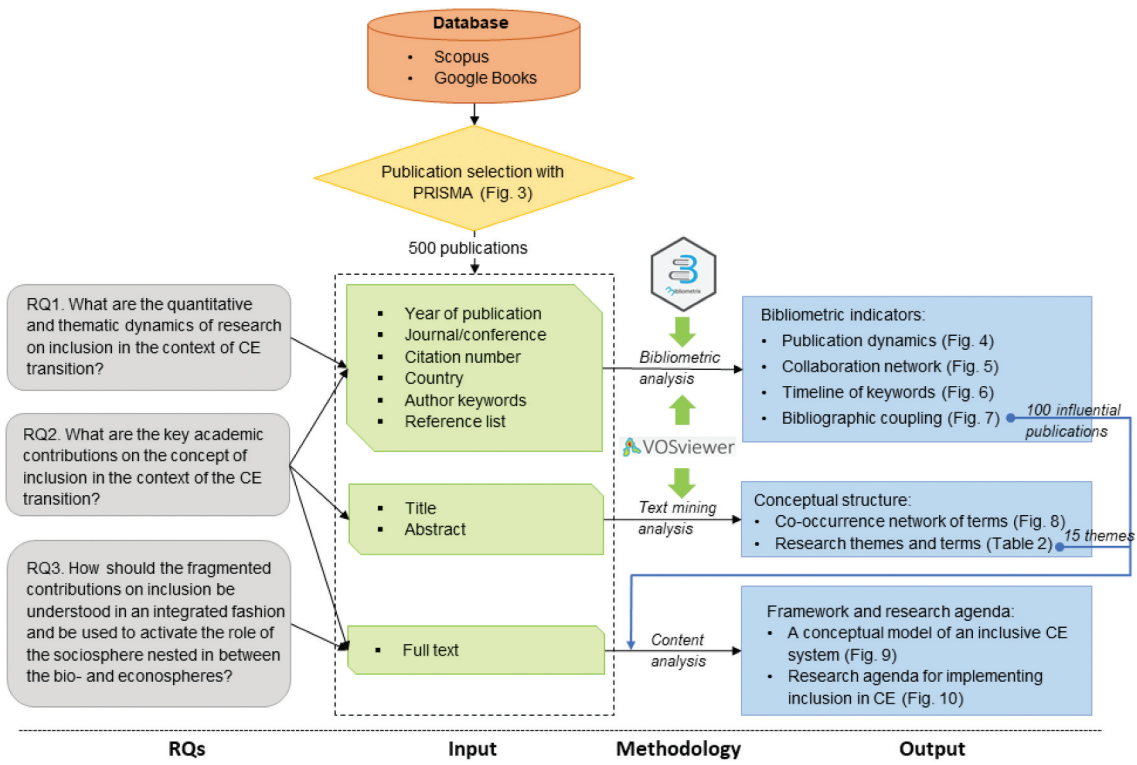 Database
• Scopus
• Google Books
Publication selection with
PRISMA (Fig. 3)
500 publications
RQ1. What are the quantitative
and thematic dynamics of research
on inclusion in the context of CE
transition?
RQ2. What are the key academic
contributions on the concept of
inclusion in the context of the CE
transition?
RQ3. How should the fragmented
contributions on inclusion be
understood in an integrated fashion
and be used to activate the role of
the sociosphere nested in between
the bio- and econospheres?
▪ Year of publication
▪ Journal/conference
▪ Citation number
▪ Country
▪ Author keywords
▪ Reference list
▪ Title
▪ Abstract
▪ Full text
bibliometrix
Bibliometric
analysis
VOSviewer
Text mining
analysis
Content
analysis
Bibliometric indicators:
• Publication dynamics (Fig. 4)
• Collaboration network (Fig. 5)
• Timeline of keywords (Fig. 6)
• Bibliographic coupling (Fig. 7)
100 influential
publications
Conceptual structure:
• Co-occurrence network of terms (Fig. 8)
• Research themes and terms (Table 2)
15 themes
Framework and research agenda:
• A conceptual model of an inclusive CE
system (Fig. 9)
• Research agenda for implementing
inclusion in CE (Fig. 10)
RQs
Input
Methodology
Output